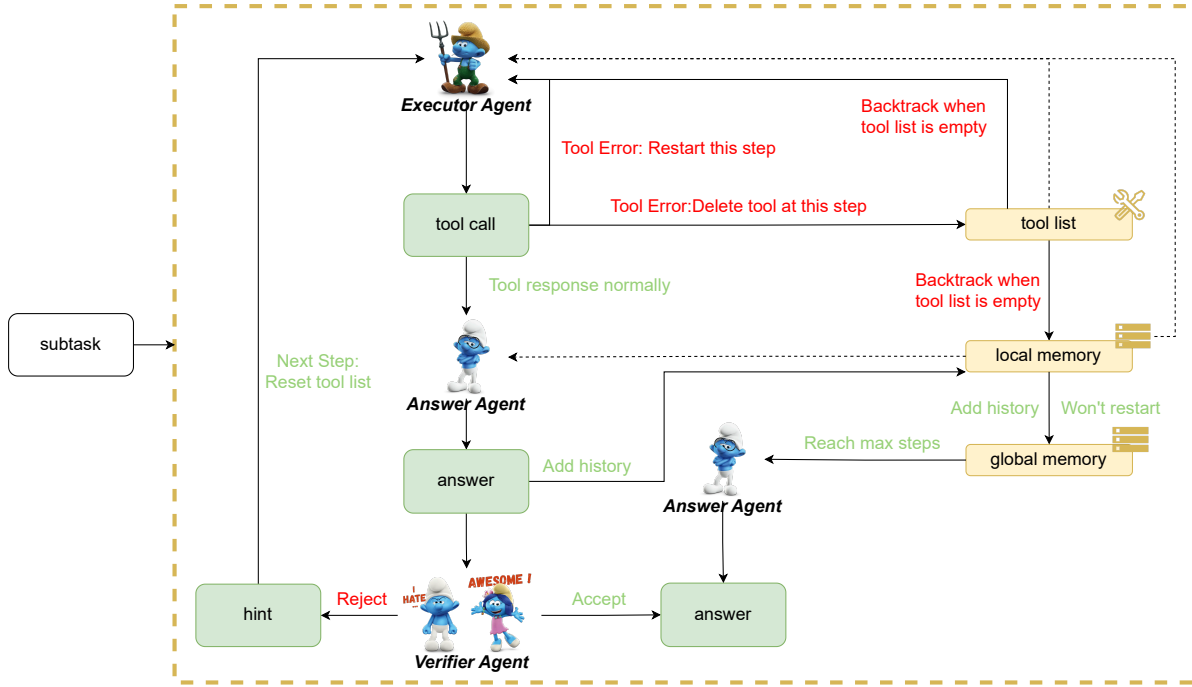 Executor Agent
Backtrack when
tool list is empty
Tool Error: Restart this step
Tool Error:Delete tool at this step
tool call
tool list
Tool response normally
Backtrack when
tool list is empty
subtask
Next Step:
Reset tool list
local memory
Answer Agent
Add history
Won't restart
Reach max steps
global memory
answer
Add history
Answer Agent
I
HATE
...
AWESOME !
hint
Reject
Accept
answer
Verifier Agent